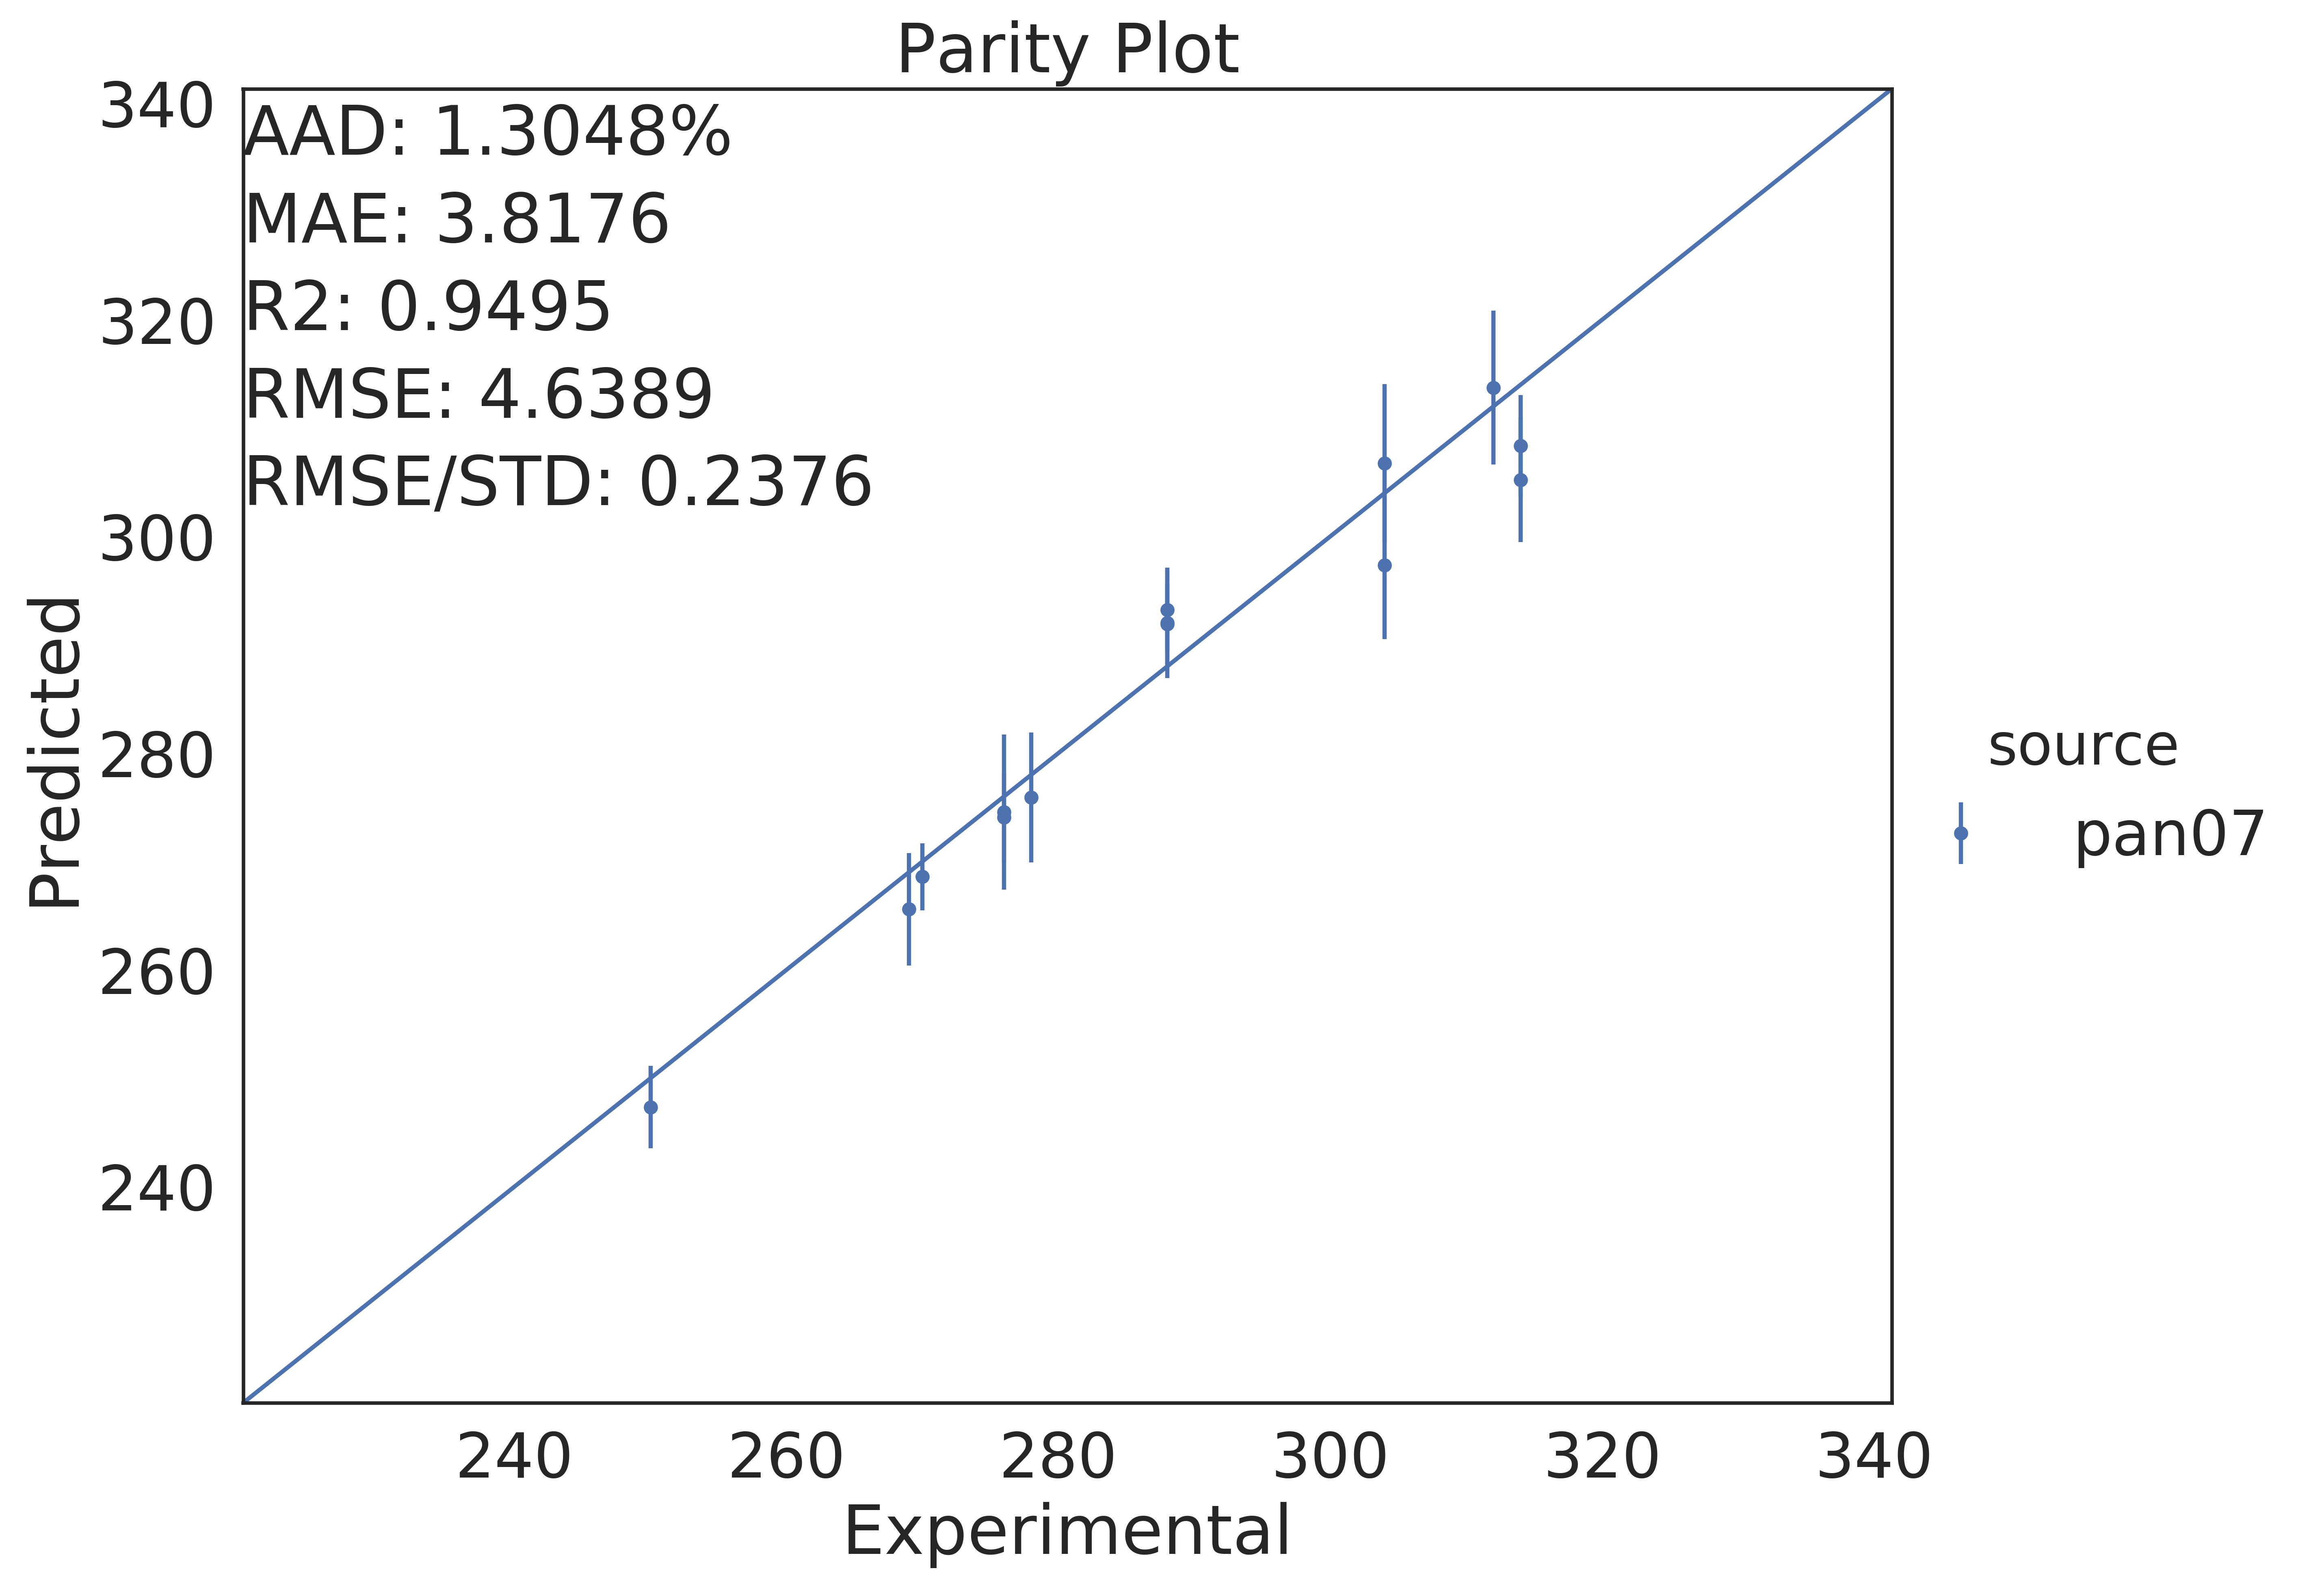 Parity Plot
AAD: 1.3048%
MAE: 3.8176
R2: 0.9495
RMSE: 4.6389
RMSE/STD: 0.2376
340
320
300
280
260
240
Predicted
240 260 280 300 320 340
Experimental
source
pan07